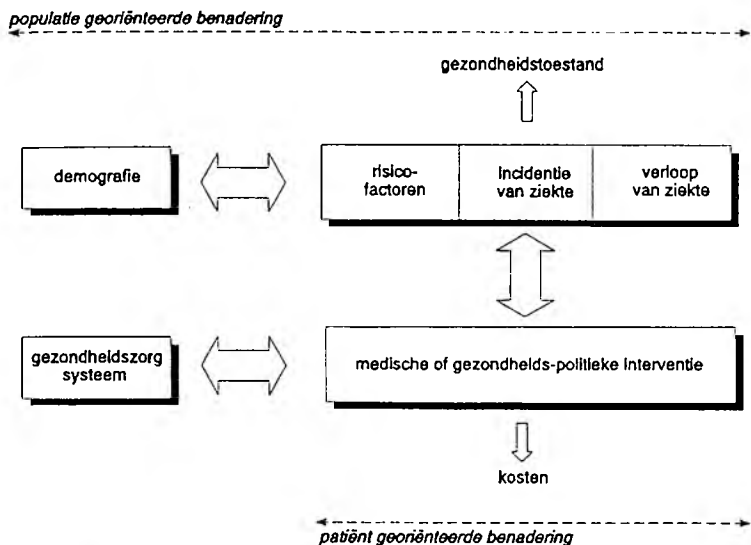 populatie georiënteerde benadering
gezondheidstoestand
demografie
risico-
factoren
incidentie
van ziekte
verloop
van ziekte
gezondheidszorg
systeem
medische of gezondheids-politieke interventie
kosten
patiënt georiënteerde benadering